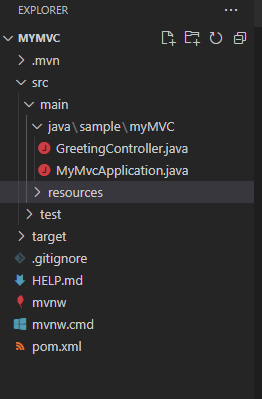 EXPLORER
MYMVC
.mvn
src
main
java\sample\myMVC
GreetingController.java
MyMvcApplication.java
resources
test
target
.gitignore
HELP.md
mvnw
mvnw.cmd
pom.xml